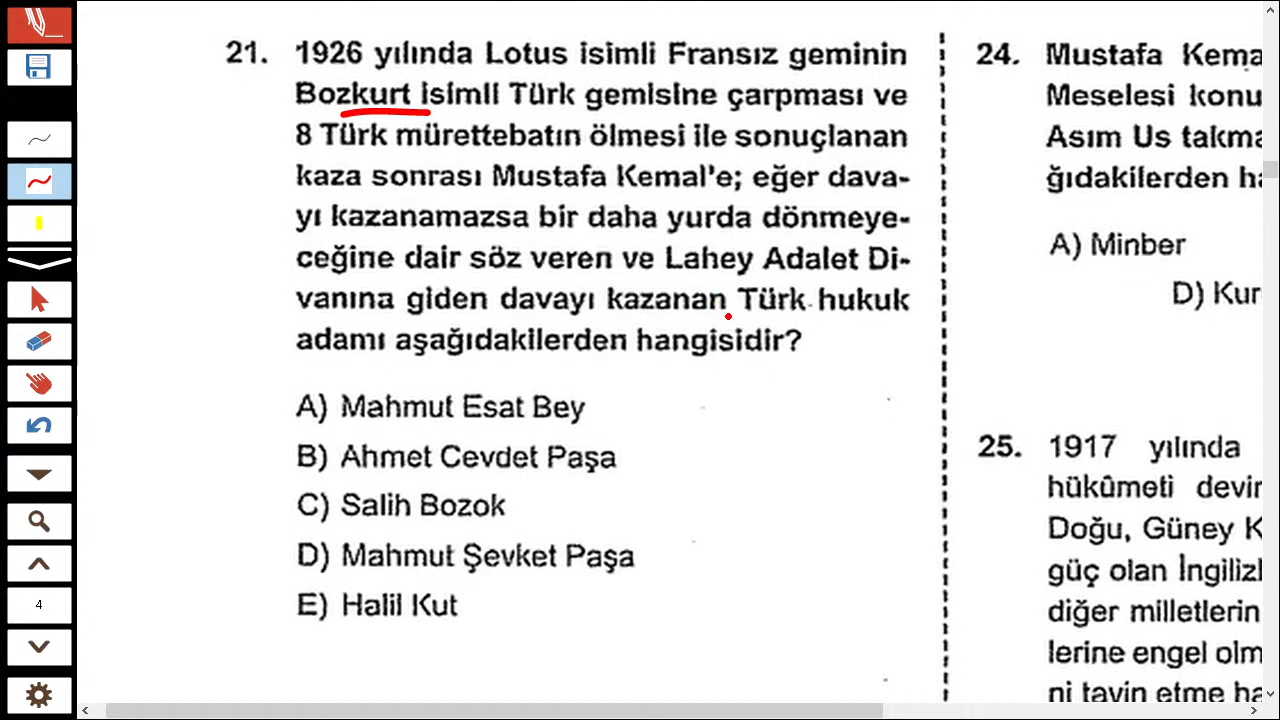 21. 1926 yılında Lotus isimli Fransız geminin
Bozkurt isimli Türk gemisine çarpması ve
8 Türk mürettebatın ölmesi ile sonuçlanan
kaza sonrası Mustafa Kemal'e; eğer dava-
yı kazanamazsa bir daha yurda dönmeye-
ceğine dair söz veren ve Lahey Adalet Di-
vanına giden davayı kazanan Türk hukuk
adamı aşağıdakilerden hangisidir?
A) Mahmut Esat Bey
B) Ahmet Cevdet Paşa
C) Salih Bozok
D) Mahmut Şevket Paşa
E) Halil Kut
24. Mustafa Kema
Meselesi konu
Asım Us takma
ğıdakilerden ha
A) Minber
D) Kur
25. 1917 yılında
hükûmeti devir
Doğu, Güney K
güç olan İngilizl
diğer milletlerin
lerine engel olm
ni tayin etme ha
4